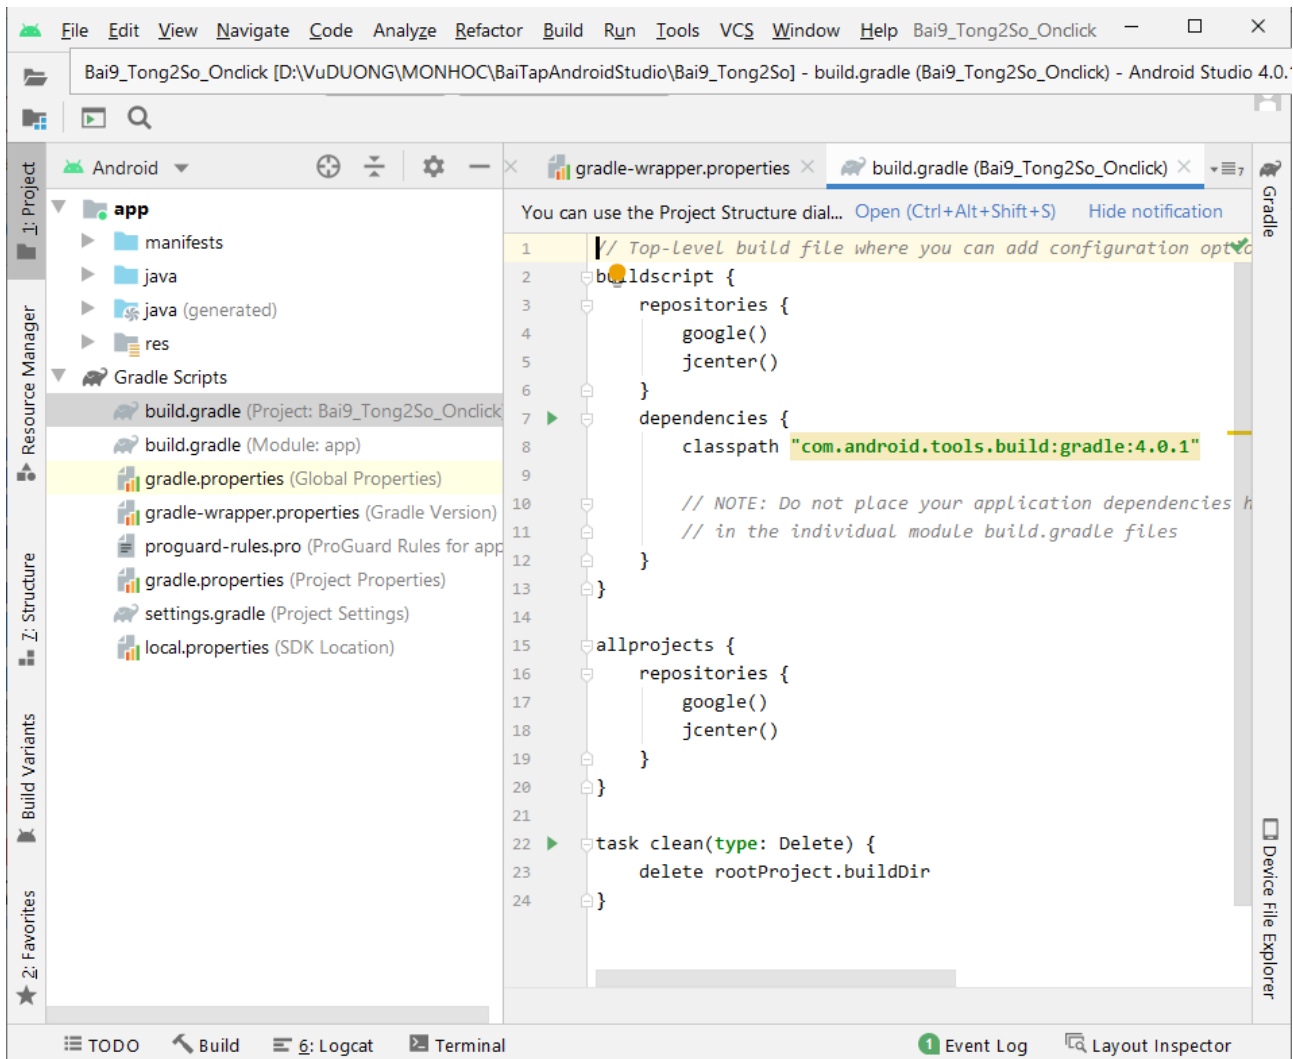 File Edit View Navigate Code Analyze Refactor Build Run Tools VCS Window Help Bai9_Tong2So_Onclick
Bai9_Tong2So_Onclick [D:\VuDUONG\MONHOC\BaiTapAndroidStudio\Bai9_Tong2So] - build.gradle (Bai9_Tong2So_Onclick) - Android Studio 4.0.1
1: Project
Resource Manager
7: Structure
Build Variants
2: Favorites
Android
app
manifests
java
java (generated)
res
Gradle Scripts
build.gradle (Project: Bai9_Tong2So_Onclick)
build.gradle (Module: app)
gradle.properties (Global Properties)
gradle-wrapper.properties (Gradle Version)
proguard-rules.pro (ProGuard Rules for app
gradle.properties (Project Properties)
settings.gradle (Project Settings)
local.properties (SDK Location)
gradle-wrapper.properties build.gradle (Bai9_Tong2So_Onclick) 7
You can use the Project Structure dial... Open (Ctrl+Alt+Shift+S) Hide notification
1 // Top-level build file where you can add configuration optio
2 buildscript {
3 repositories {
4 google()
5 jcenter()
6 }
7 dependencies {
8 classpath "com.android.tools.build:gradle:4.0.1"
9
10 // NOTE: Do not place your application dependencies h
11 // in the individual module build.gradle files
12 }
13 }
14
15 allprojects {
16 repositories {
17 google()
18 jcenter()
19 }
20 }
21
22 task clean(type: Delete) {
23 delete rootProject.buildDir
24 }
Gradle
Device File Explorer
TODO Build 6: Logcat Terminal 1 Event Log Layout Inspector